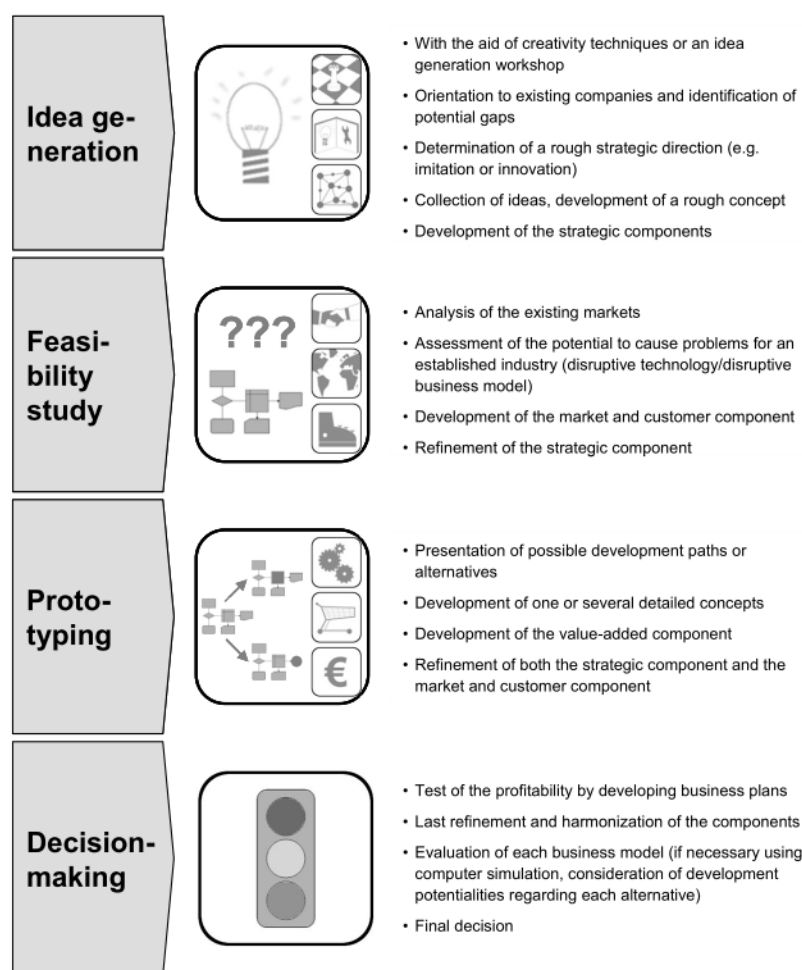 Idea ge-
neration
• With the aid of creativity techniques or an idea
generation workshop
• Orientation to existing companies and identification of
potential gaps
• Determination of a rough strategic direction (e.g.
imitation or innovation)
• Collection of ideas, development of a rough concept
• Development of the strategic components
Feasi-
bility
study
???
• Analysis of the existing markets
• Assessment of the potential to cause problems for an
established industry (disruptive technology/disruptive
business model)
• Development of the market and customer component
• Refinement of the strategic component
Proto-
typing
€
• Presentation of possible development paths or
alternatives
• Development of one or several detailed concepts
• Development of the value-added component
• Refinement of both the strategic component and the
market and customer component
Decision-
making
• Test of the profitability by developing business plans
• Last refinement and harmonization of the components
• Evaluation of each business model (if necessary using
computer simulation, consideration of development
potentialities regarding each alternative)
• Final decision